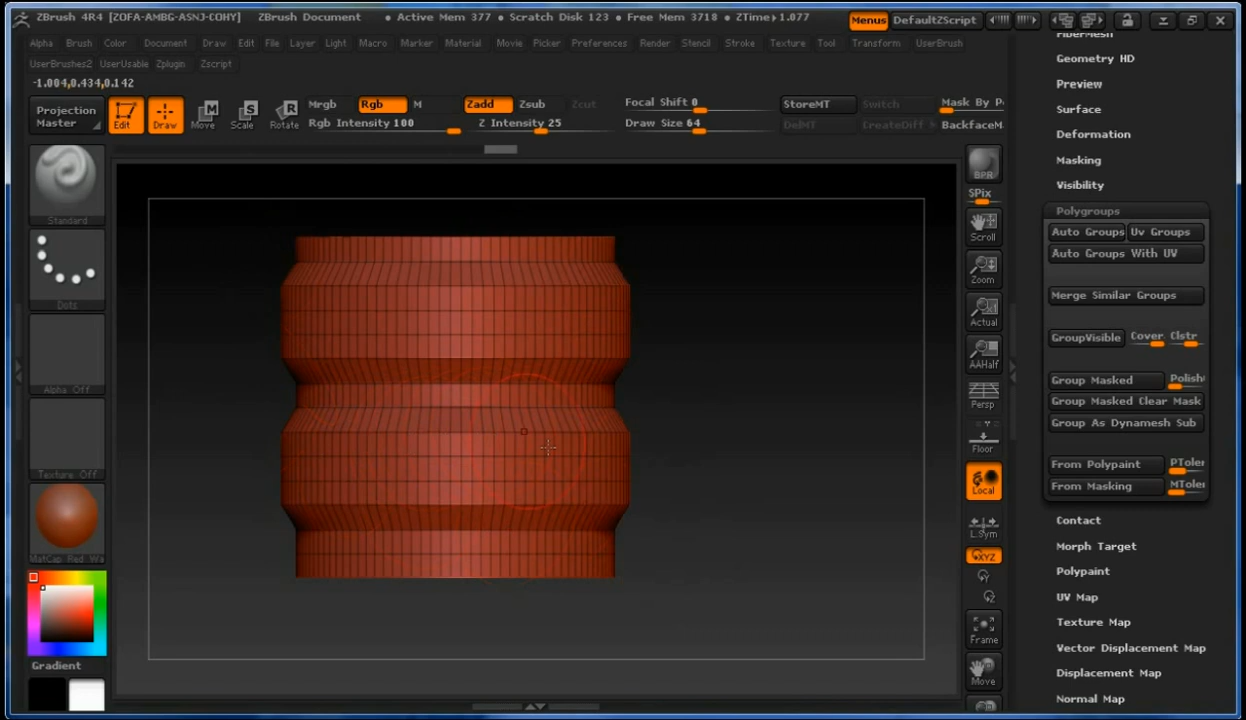 ZBrush 4R4 [ZOFA-AMBG-ASNJ-COHY] ZBrush Document • Active Mem 377 • Scratch Disk 123 • Free Mem 3718 • ZTime▸1.077 Menus DefaultZScript
Alpha Brush Color Document Draw Edit File Layer Light Macro Marker Material Movie Picker Preferences Render Stencil Stroke Texture Tool Transform UserBrush
UserBrushes2 UserUsable Zplugin Zscript
-1.004,0.434,0.142
Projection Master
Edit
Draw
Move
Scale
Rotate
Mrgb Rgb M
Rgb Intensity 100
Zadd Zsub Zcut
Z Intensity 25
Focal Shift 0
Draw Size 64
StoreMT Switch Mask By P
DelMT CreateDiff BackfaceM
Standard
Dots
Alpha Off
Texture Off
MatCap Red Wa
Gradient
BPR
SPix
Scroll
Zoom
Actual
AAHalf
Persp
Floor
Local
L.Sym
XYZ
Y
Z
Frame
Move
FiberMesh
Geometry HD
Preview
Surface
Deformation
Masking
Visibility
Polygroups
Auto Groups Uv Groups
Auto Groups With UV
Merge Similar Groups
GroupVisible Cover. Clstr
Group Masked Polish
Group Masked Clear Mask
Group As Dynamesh Sub
From Polypaint PToler
From Masking MToler
Contact
Morph Target
Polypaint
UV Map
Texture Map
Vector Displacement Map
Displacement Map
Normal Map